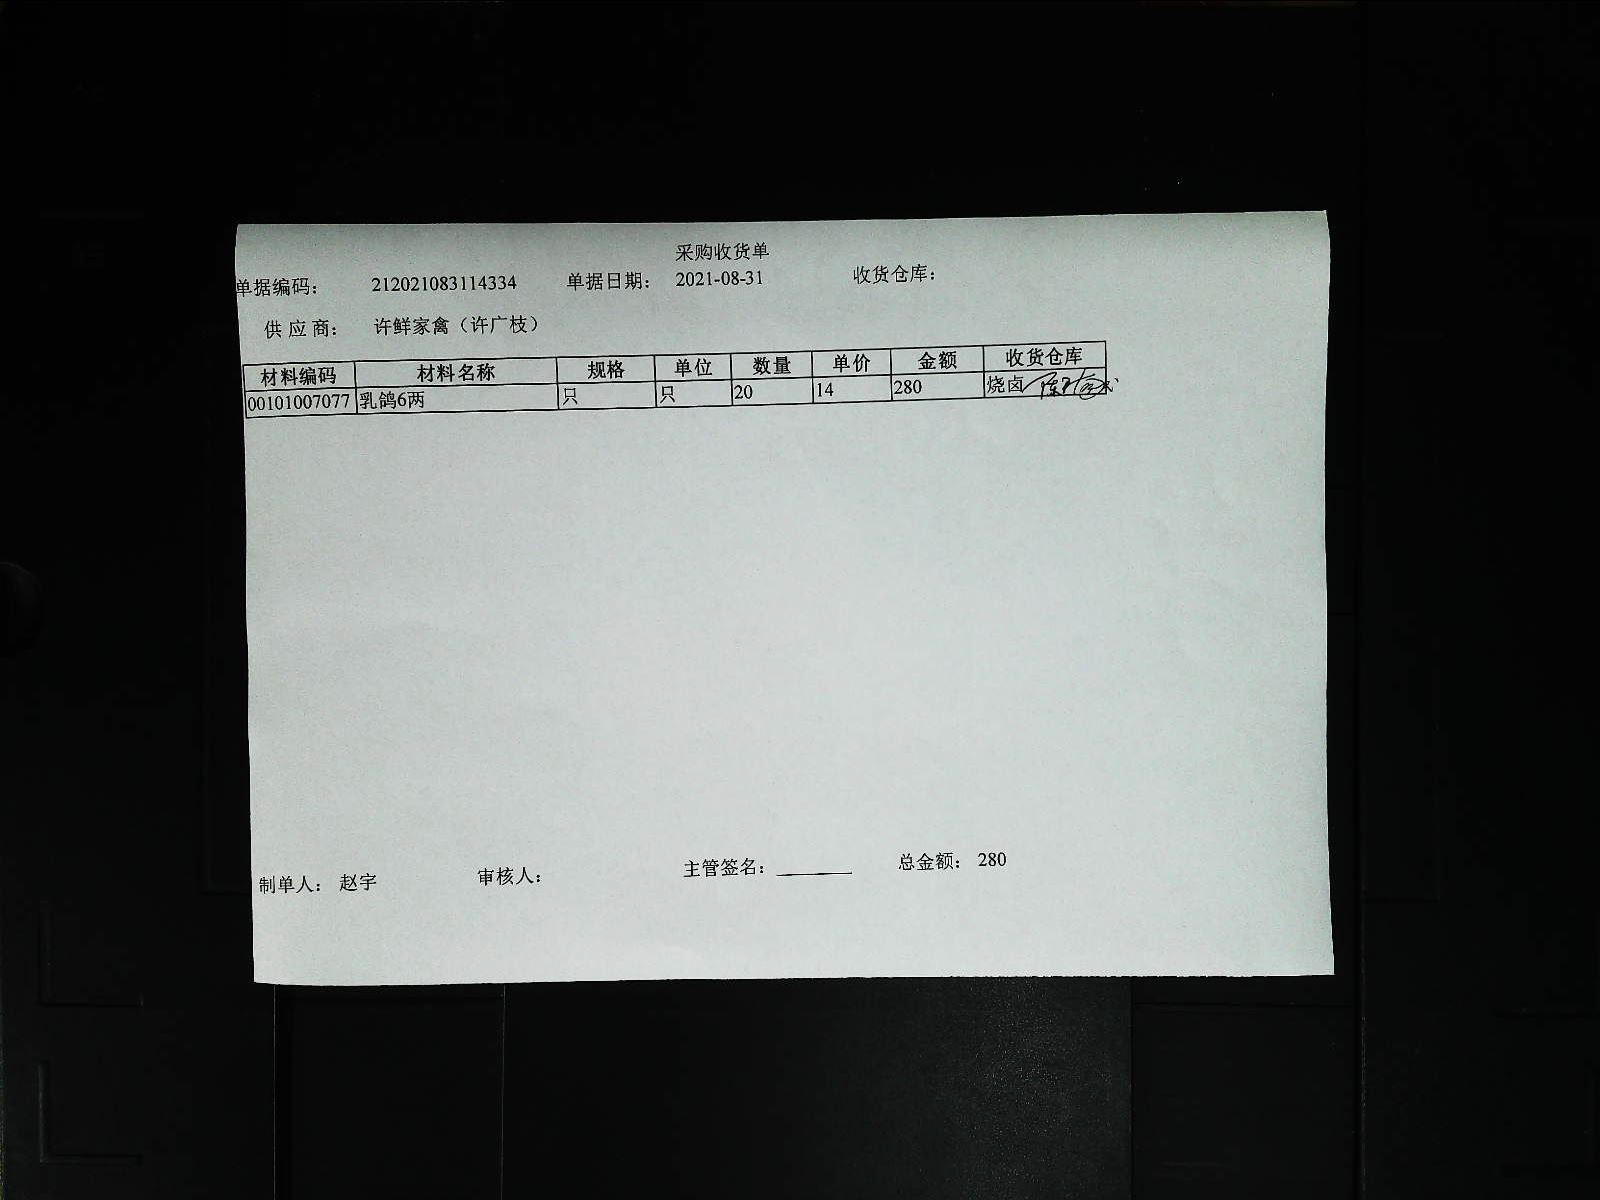 采购收货单
单据编码： 212021083114334 单据日期： 2021-08-31 收货仓库：
供 应 商： 许鲜家禽（许广枝）
材料编码 材料名称 规格 单位 数量 单价 金额 收货仓库
00101007077 乳鸽6两 只 只 20 14 280 烧卤
制单人： 赵宇 审核人： 主管签名： 总金额： 280